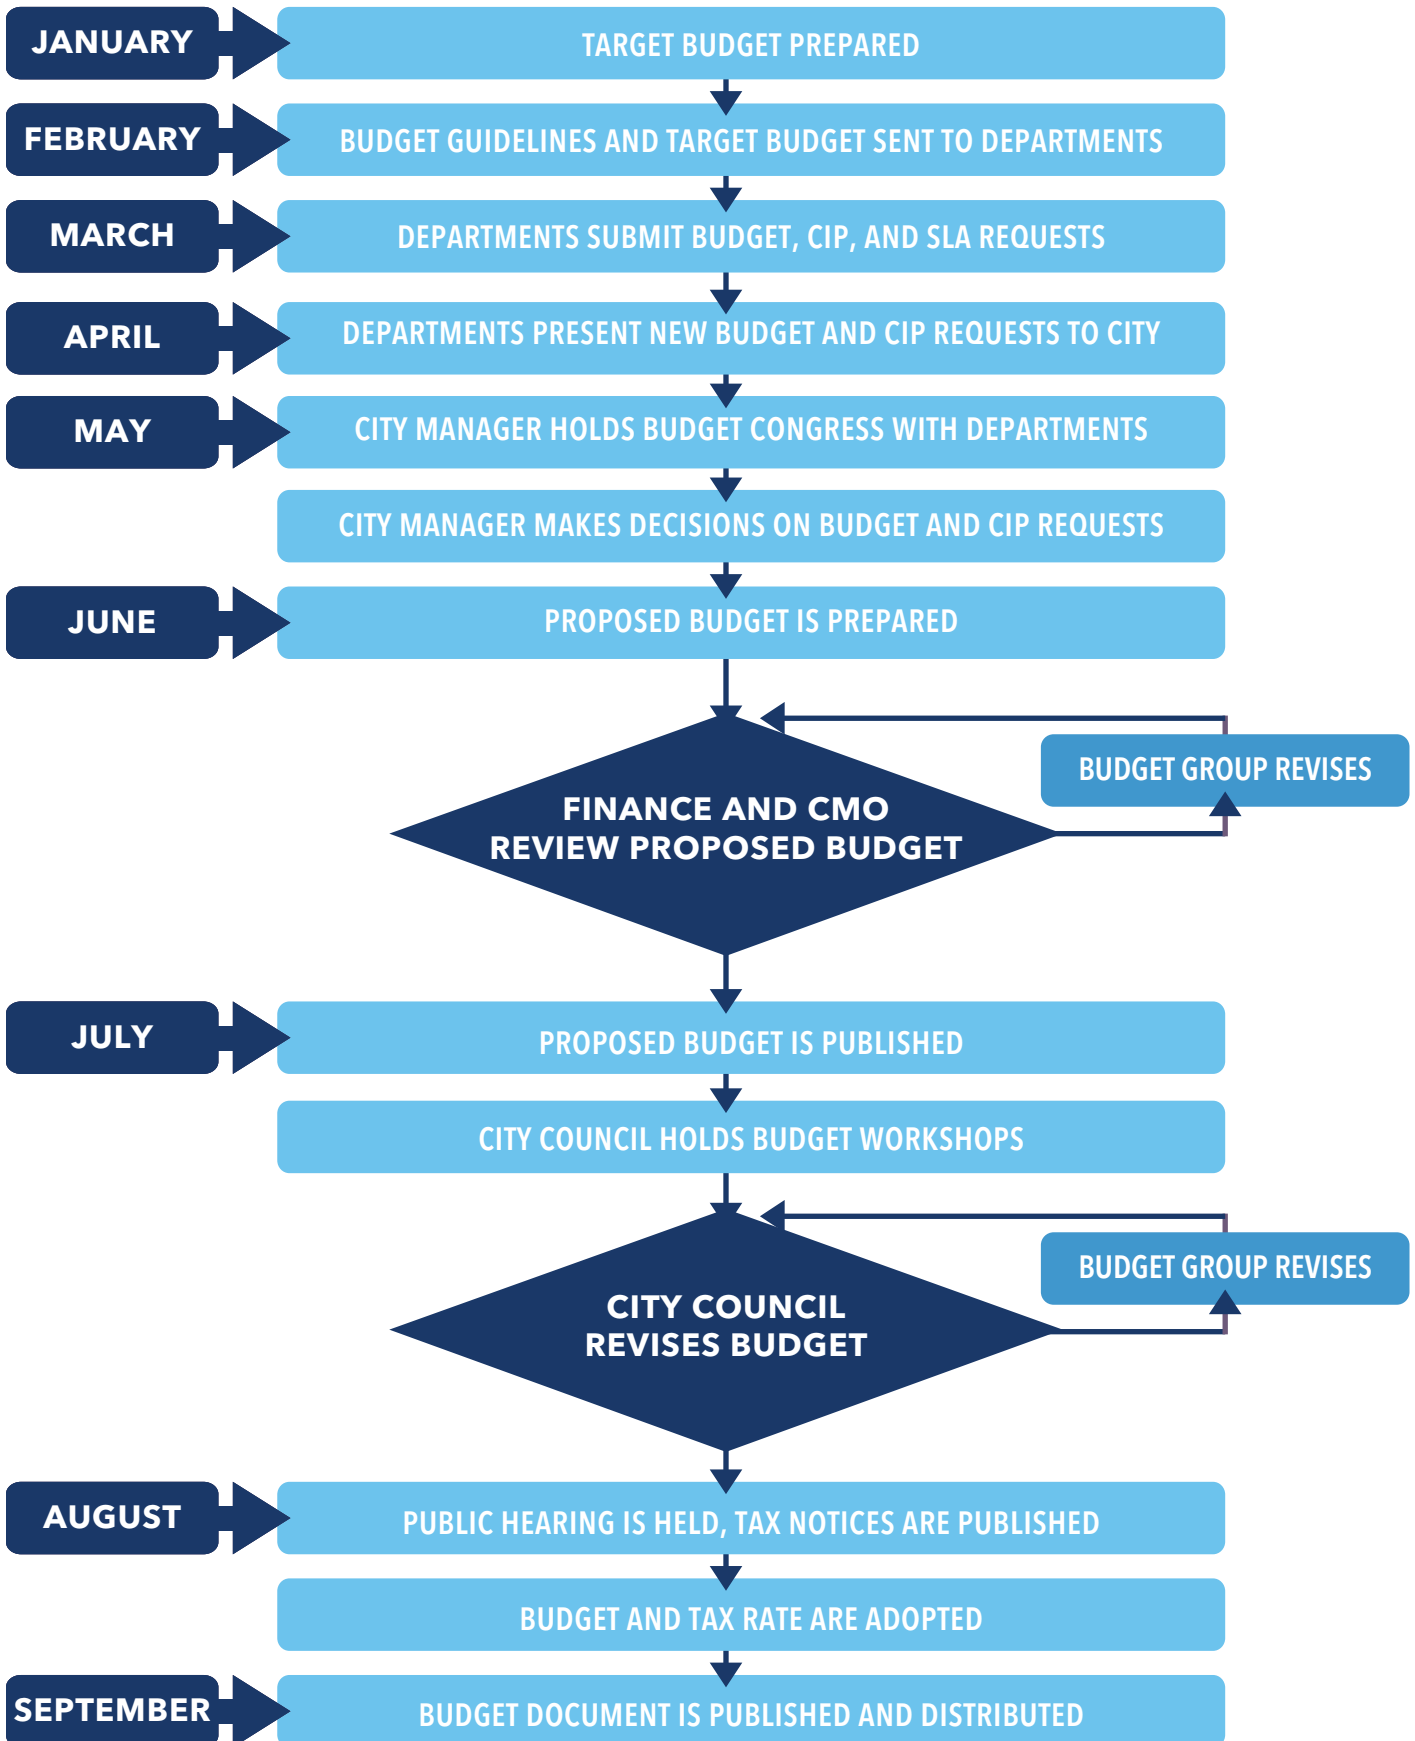 JANUARY
TARGET BUDGET PREPARED
FEBRUARY
BUDGET GUIDELINES AND TARGET BUDGET SENT TO DEPARTMENTS
MARCH
DEPARTMENTS SUBMIT BUDGET, CIP, AND SLA REQUESTS
APRIL
DEPARTMENTS PRESENT NEW BUDGET AND CIP REQUESTS TO CITY
MAY
CITY MANAGER HOLDS BUDGET CONGRESS WITH DEPARTMENTS
CITY MANAGER MAKES DECISIONS ON BUDGET AND CIP REQUESTS
JUNE
PROPOSED BUDGET IS PREPARED
BUDGET GROUP REVISES
FINANCE AND CMO
REVIEW PROPOSED BUDGET
JULY
PROPOSED BUDGET IS PUBLISHED
CITY COUNCIL HOLDS BUDGET WORKSHOPS
BUDGET GROUP REVISES
CITY COUNCIL
REVISES BUDGET
AUGUST
PUBLIC HEARING IS HELD, TAX NOTICES ARE PUBLISHED
BUDGET AND TAX RATE ARE ADOPTED
SEPTEMBER
BUDGET DOCUMENT IS PUBLISHED AND DISTRIBUTED